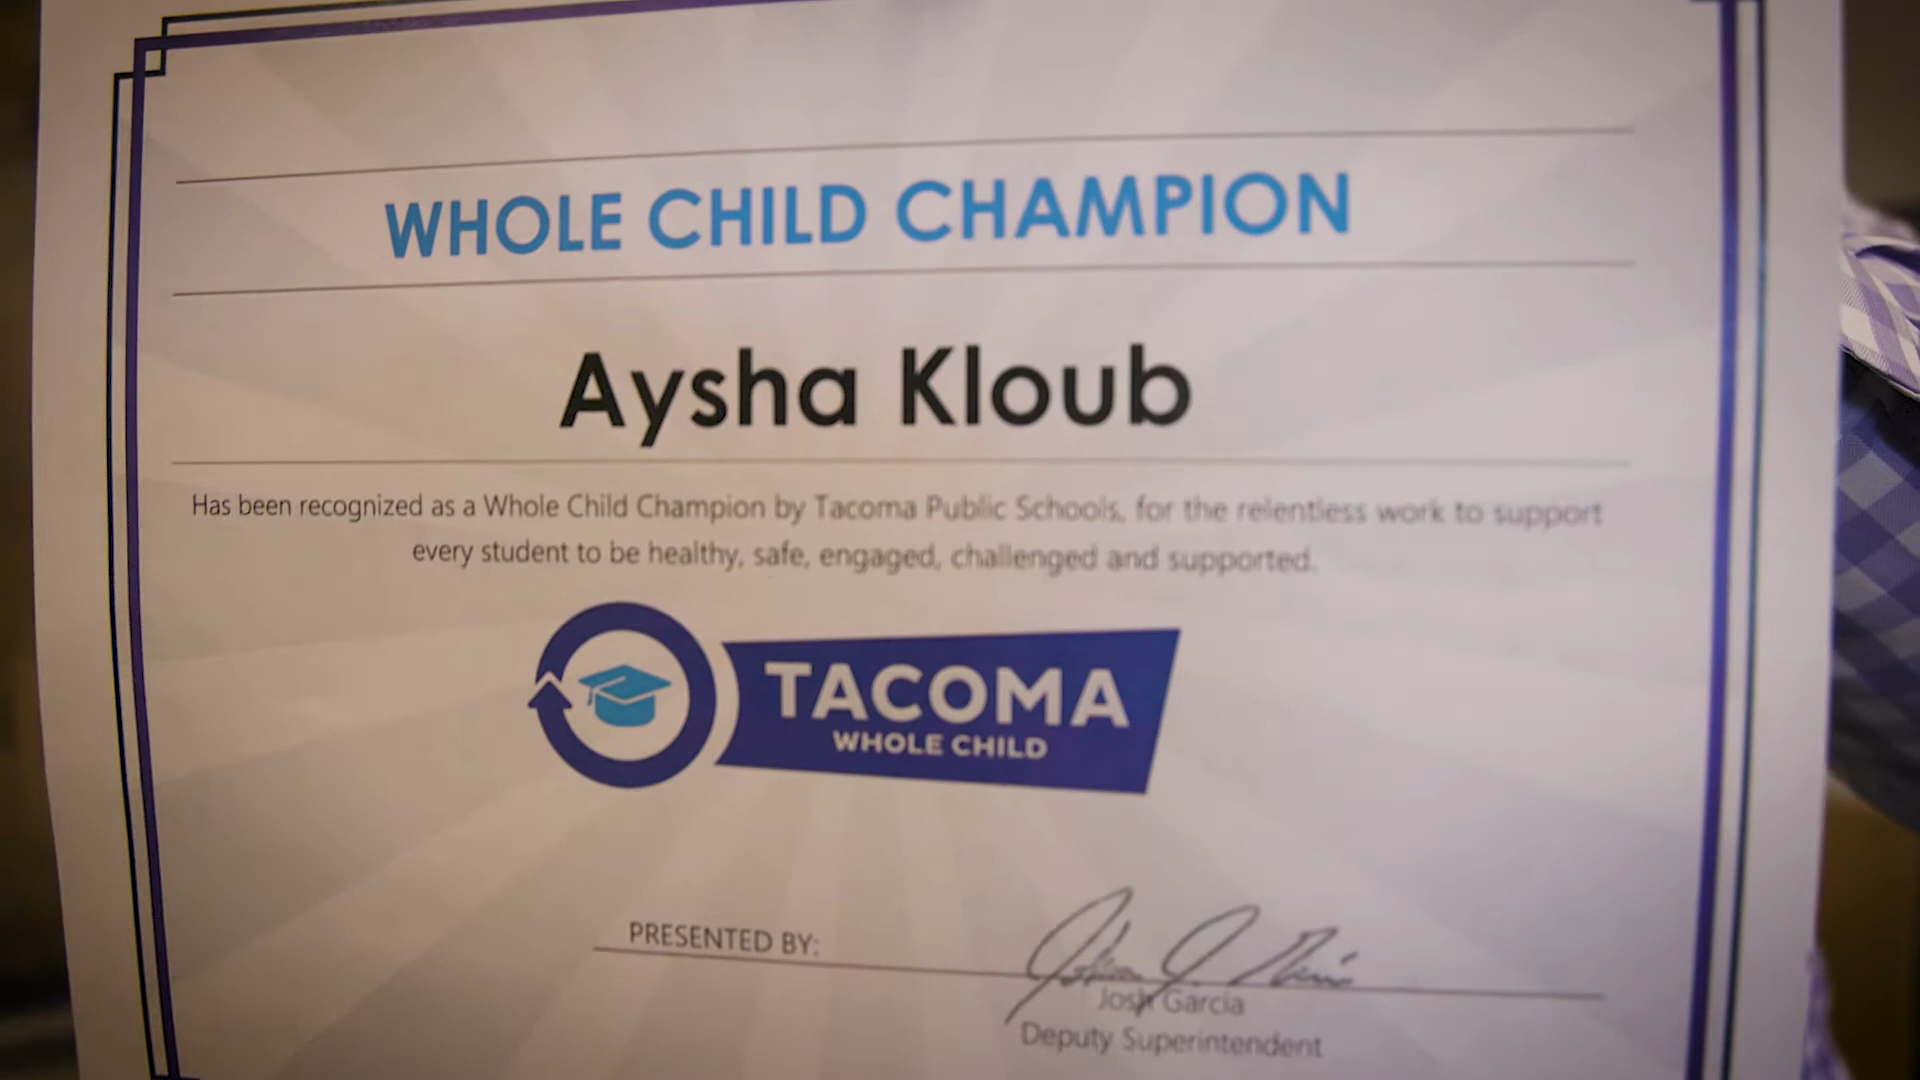 WHOLE CHILD CHAMPION
Aysha Kloub
Has been recognized as a Whole Child Champion by Tacoma Public Schools, for the relentless work to support
every student to be healthy, safe, engaged, challenged and supported.
TACOMA
WHOLE CHILD
PRESENTED BY:
Josh Garcia
Deputy Superintendent